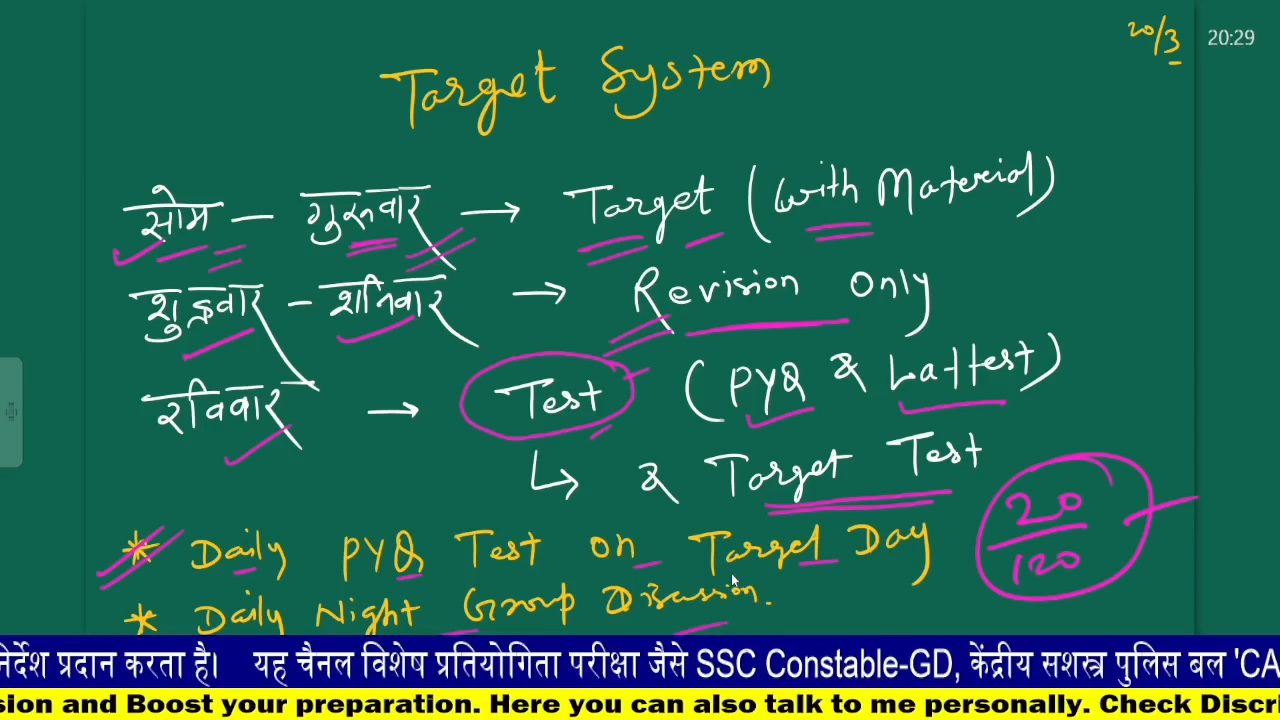 20/3 20:29
Target System
सोम - गुरुवार → Target (with Material)
शुक्रवार - शनिवार → Revision Only
रविवार → Test (PYQ & Lattest)
↳ & Target Test
20/120
* Daily PYQ Test on Target Day
* Daily Night Group Discussion.
नेर्देश प्रदान करता है। यह चैनल विशेष प्रतियोगिता परीक्षा जैसे SSC Constable-GD, केंद्रीय सशस्त्र पुलिस बल 'CA
sion and Boost your preparation. Here you can also talk to me personally. Check Discri